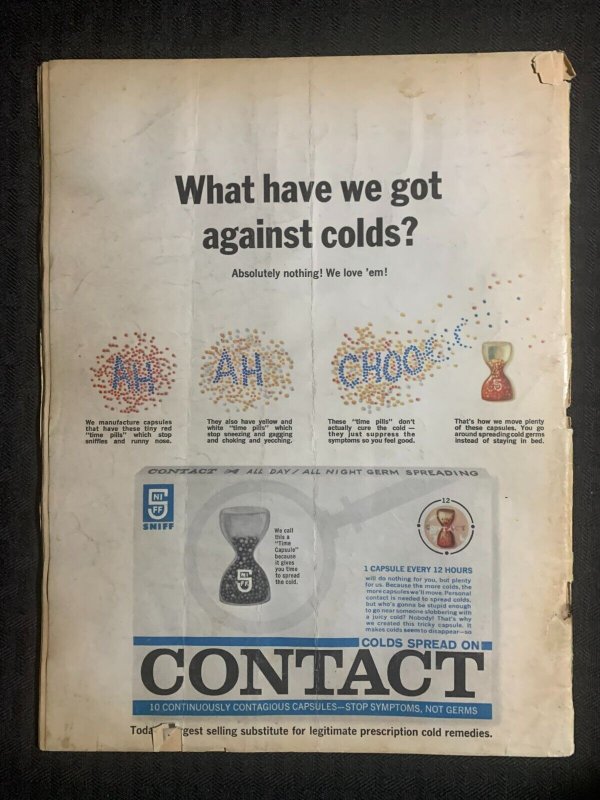 What have we got
against colds?
Absolutely nothing! We love 'em!
AH
AH
CHOO
We manufacture capsules
that have these tiny red
"time pills" which stop
sniffles and runny nose.
They also have yellow and
white "time pills" which
stop sneezing and gagging
and choking and yecching.
These "time pills" don't
actually cure the cold —
they just suppress the
symptoms so you feel good.
That's how we move plenty
of these capsules. You go
around spreading cold germs
instead of staying in bed.
CONTACT ALL DAY/ALL NIGHT GERM SPREADING
SNI
FF
SNIFF
We call
this a
"Time
Capsule"
because
it gives
you time
to spread
the cold.
12
1 CAPSULE EVERY 12 HOURS
will do nothing for you, but plenty
for us. Because the more colds, the
more capsules we'll move. Personal
contact is needed to spread colds,
but who's gonna be stupid enough
to go near someone slobbering with
a juicy cold? Nobody! That's why
we created this tricky capsule. It
makes colds seem to disappear—so
COLDS SPREAD ON
CONTACT
10 CONTINUOUSLY CONTAGIOUS CAPSULES—STOP SYMPTOMS, NOT GERMS
selling substitute for legitimate prescription cold remedies.